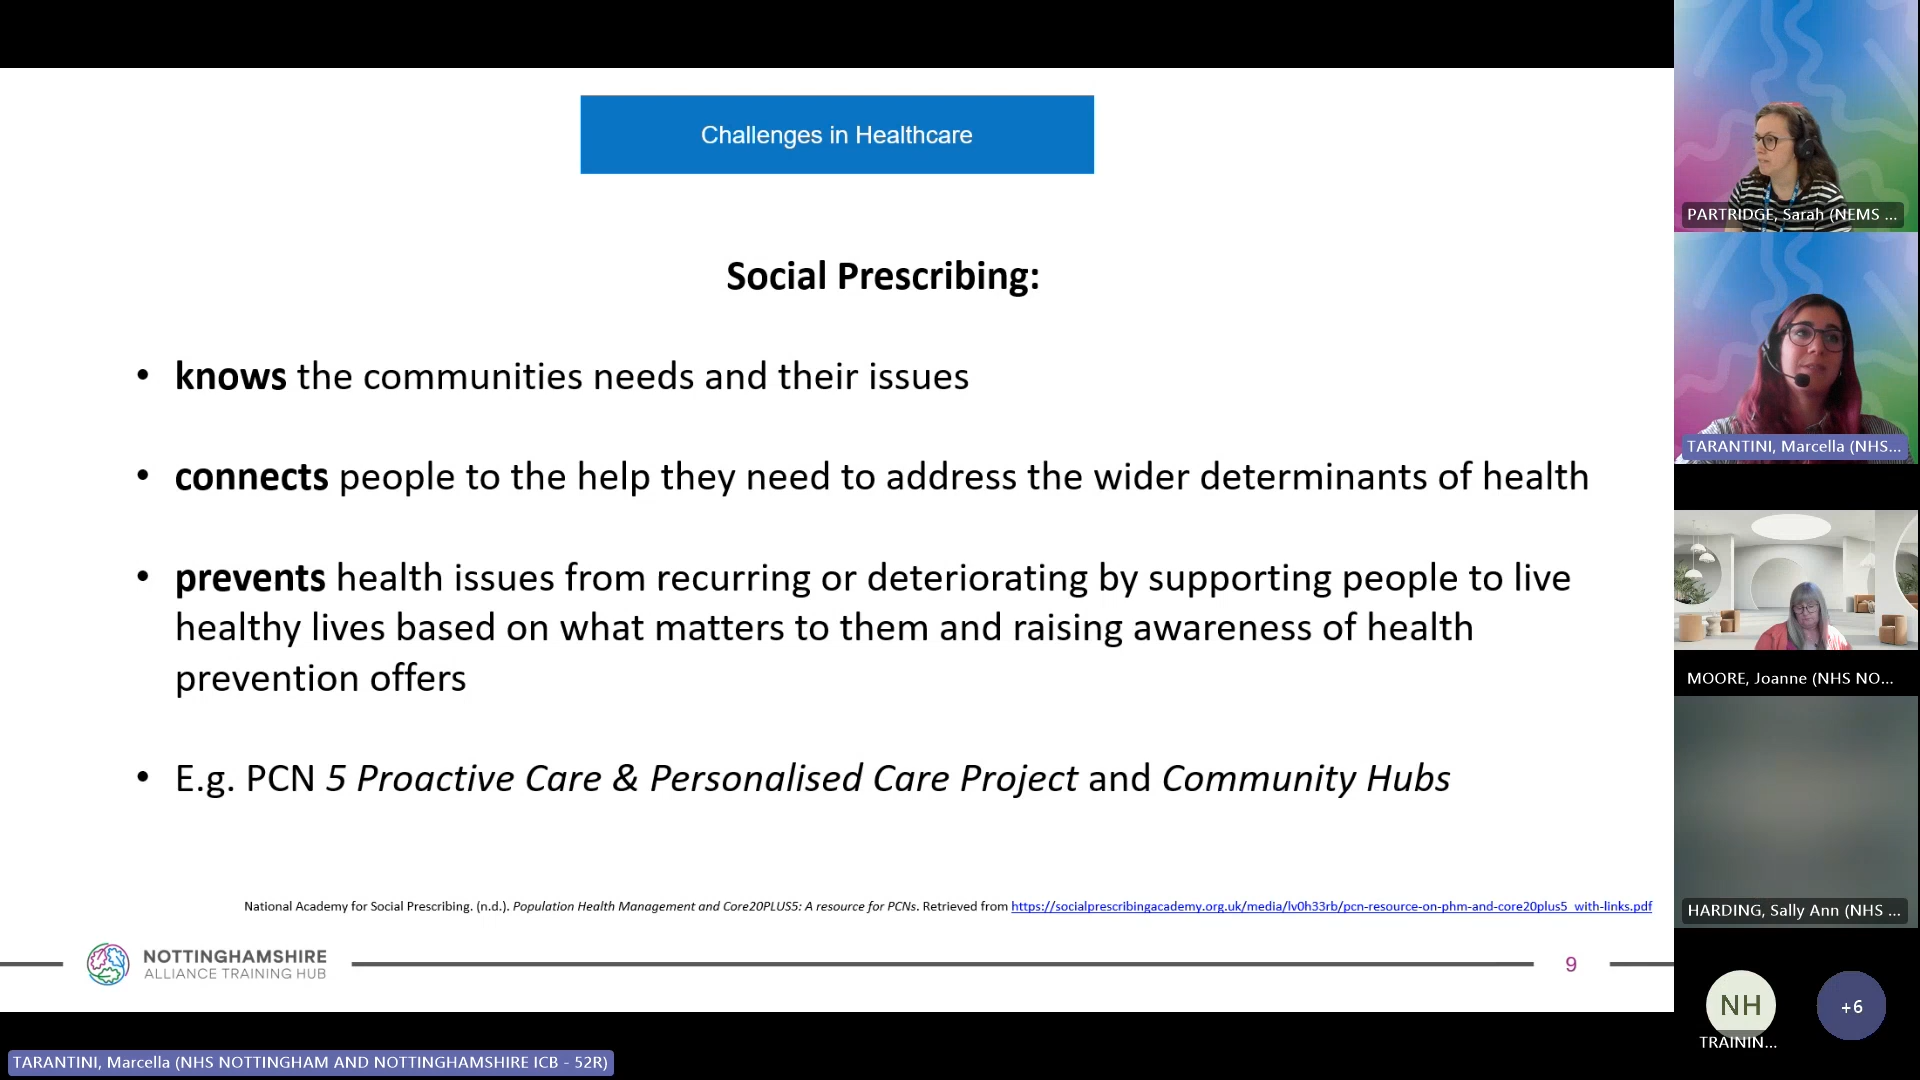 Challenges in Healthcare
Social Prescribing:
• knows the communities needs and their issues
• connects people to the help they need to address the wider determinants of health
• prevents health issues from recurring or deteriorating by supporting people to live
healthy lives based on what matters to them and raising awareness of health
prevention offers
• E.g. PCN 5 Proactive Care & Personalised Care Project and Community Hubs
National Academy for Social Prescribing. (n.d.). Population Health Management and Core20PLUS5: A resource for PCNs. Retrieved from https://socialprescribingacademy.org.uk/media/lv0h33rb/pcn-resource-on-phm-and-core20plus5_with-links.pdf
NOTTINGHAMSHIRE
ALLIANCE TRAINING HUB
9
TARANTINI, Marcella (NHS NOTTINGHAM AND NOTTINGHAMSHIRE ICB - 52R)
PARTRIDGE, Sarah (NEMS ...
TARANTINI, Marcella (NHS...
MOORE, Joanne (NHS NO...
HARDING, Sally Ann (NHS ...
NH
+6
TRAININ...